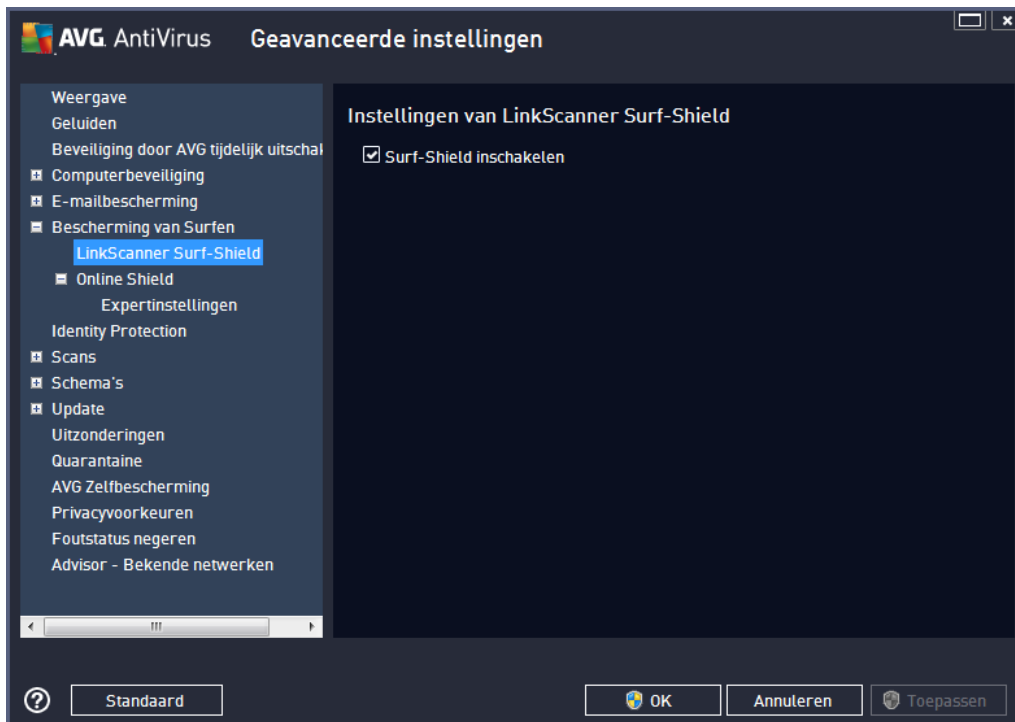 AVG. AntiVirus Geavanceerde instellingen
Weergave
Geluiden
Beveiliging door AVG tijdelijk uitschak
Computerbeveiliging
E-mailbescherming
Bescherming van Surfen
LinkScanner Surf-Shield
Online Shield
Expertinstellingen
Identity Protection
Scans
Schema's
Update
Uitzonderingen
Quarantaine
AVG Zelfbescherming
Privacyvoorkeuren
Foutstatus negeren
Advisor - Bekende netwerken
Instellingen van LinkScanner Surf-Shield
Surf-Shield inschakelen
Standaard
OK
Annuleren
Toepassen